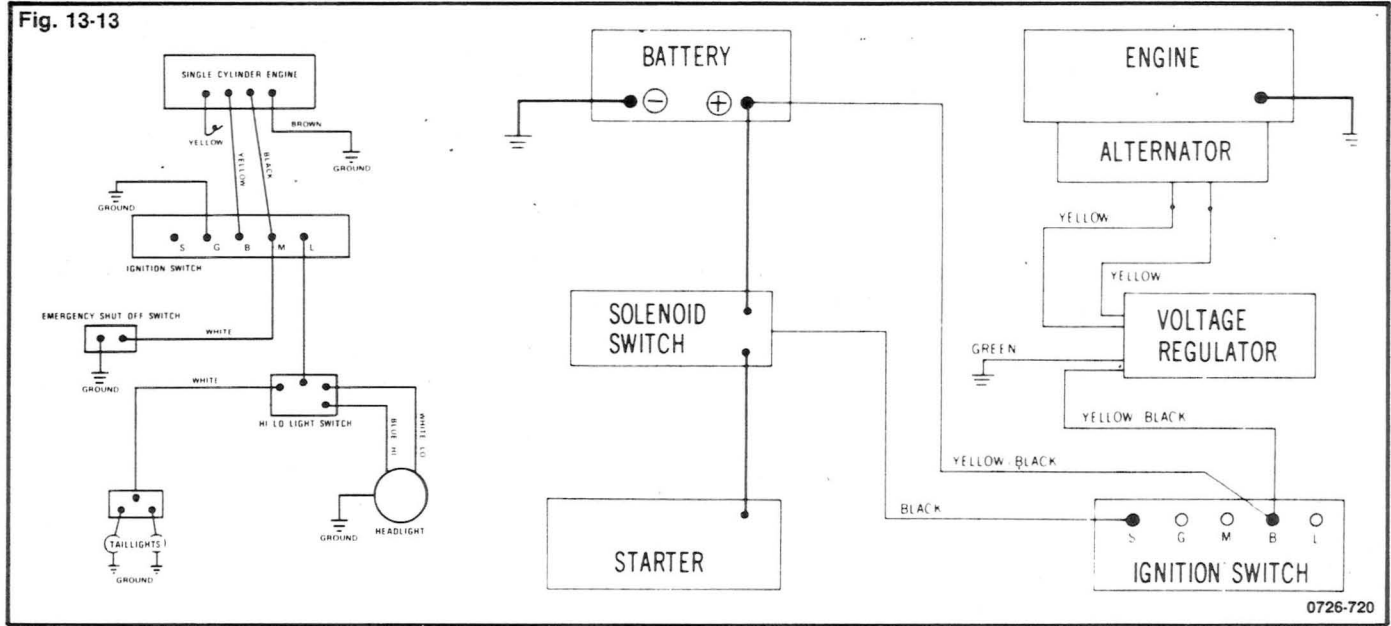 Fig. 13-13
SINGLE CYLINDER ENGINE
YELLOW
YELLOW
BLACK
BROWN
GROUND
GROUND
S G B M L
IGNITION SWITCH
EMERGENCY SHUT OFF SWITCH
WHITE
GROUND
WHITE
HI LO LIGHT SWITCH
BLUE HI
WHITE LO
HEADLIGHT
GROUND
TAILLIGHTS
GROUND
BATTERY
- +
SOLENOID
SWITCH
STARTER
ENGINE
ALTERNATOR
YELLOW
YELLOW
VOLTAGE
REGULATOR
GREEN
YELLOW BLACK
YELLOW BLACK
BLACK
S G M B L
IGNITION SWITCH
0726-720